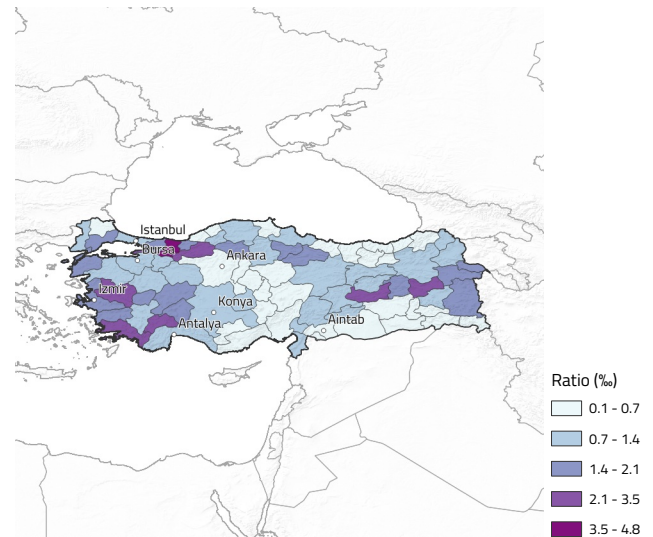 Istanbul
Bursa
Ankara
Izmir
Konya
Antalya
Aintab
Ratio (‰)
0.1 - 0.7
0.7 - 1.4
1.4 - 2.1
2.1 - 3.5
3.5 - 4.8